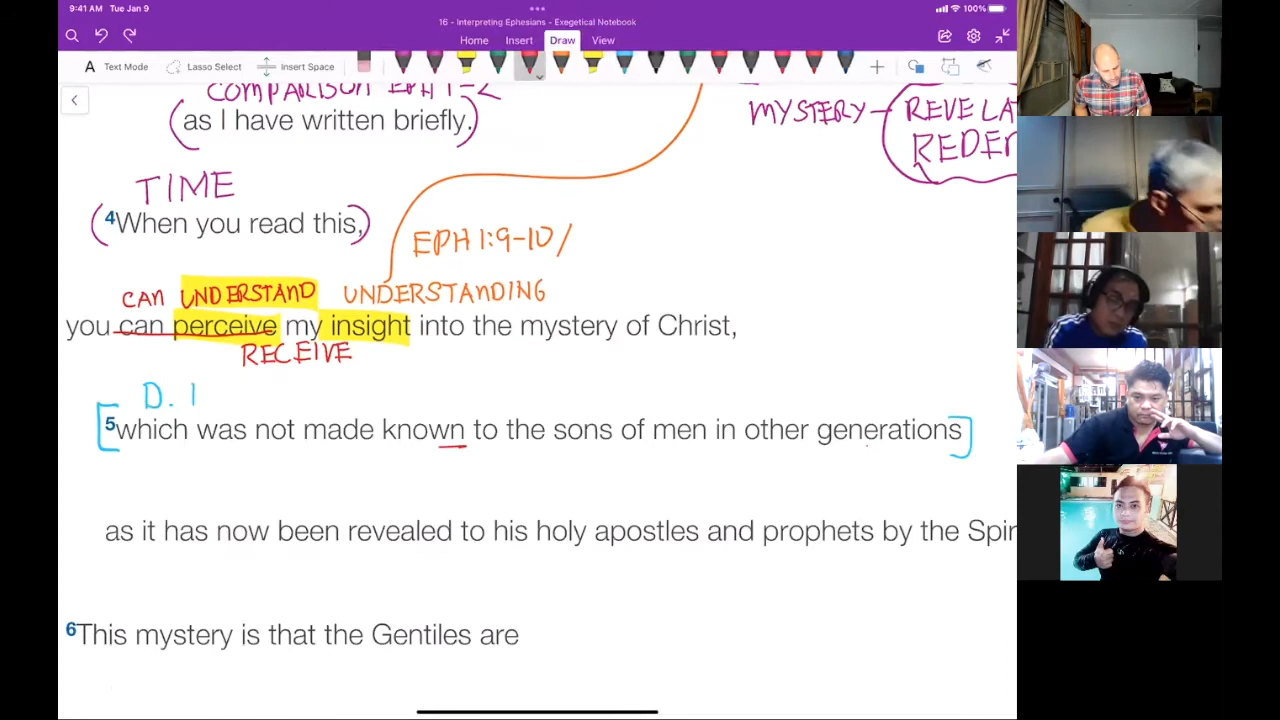 9:41 AM Tue Jan 9
100%
16 - Interpreting Ephesians - Exegetical Notebook
Home Insert Draw View
A Text Mode Lasso Select Insert Space
COMPARISON EPH 1-2
(as I have written briefly.)
MYSTERY - REVELA
REDE
TIME
(4When you read this,)
EPH 1:9-10/
CAN UNDERSTAND UNDERSTANDING
you can perceive my insight into the mystery of Christ,
RECEIVE
D. I
[5which was not made known to the sons of men in other generations]
as it has now been revealed to his holy apostles and prophets by the Spir
6This mystery is that the Gentiles are